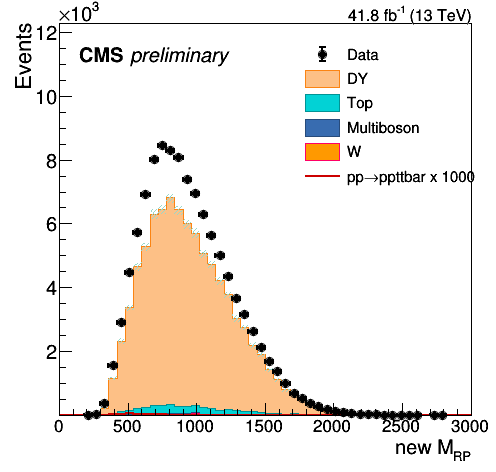 ×10³
41.8 fb⁻¹ (13 TeV)
Events
CMS preliminary
Data
DY
Top
Multiboson
W
pp→ppttbar x 1000
12
10
8
6
4
2
0
0 500 1000 1500 2000 2500 3000
new M_RP